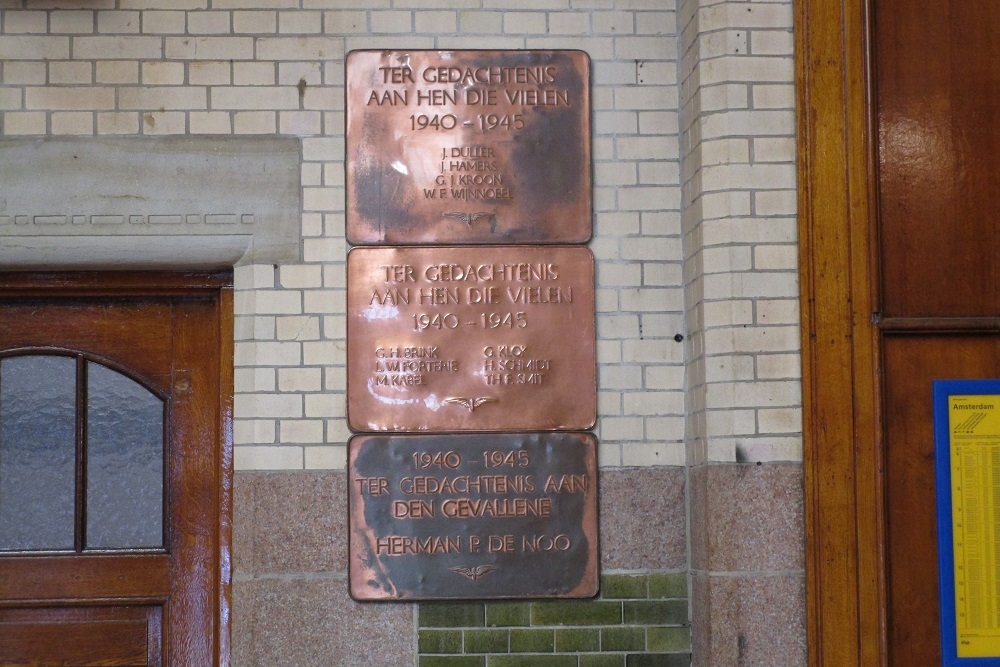 TER GEDACHTENIS
AAN HEN DIE VIELEN
1940 - 1945
J. DULLER
J. HAMERS
G. J. KROON
W. F. WIJNNOBEL
TER GEDACHTENIS
AAN HEN DIE VIELEN
1940 - 1945
G. H. BRINK
L. W. FORTERIE
M. KABEL
G. KLOK
H. SCHMIDT
TH. F. SMIT
1940 - 1945
TER GEDACHTENIS AAN
DEN GEVALLENE
HERMAN P. DE NOO
Amsterdam